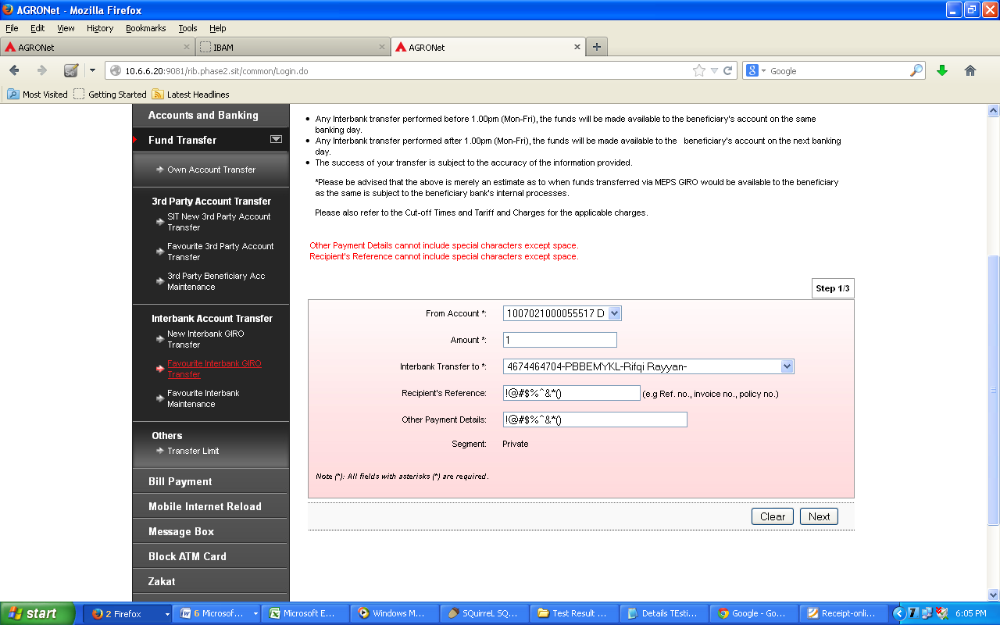 AGRONet - Mozilla Firefox
File Edit View History Bookmarks Tools Help
AGRONet
IBAM
AGRONet
10.6.6.20:9081/rib.phase2.sit/common/Login.do
Google
Most Visited Getting Started Latest Headlines
Accounts and Banking
Fund Transfer
Own Account Transfer
3rd Party Account Transfer
SIT New 3rd Party Account
Transfer
Favourite 3rd Party Account
Transfer
3rd Party Beneficiary Acc
Maintenance
Interbank Account Transfer
New Interbank GIRO
Transfer
Favourite Interbank GIRO
Transfer
Favourite Interbank
Maintenance
Others
Transfer Limit
Bill Payment
Mobile Internet Reload
Message Box
Block ATM Card
Zakat
Any Interbank transfer performed before 1.00pm (Mon-Fri), the funds will be made available to the beneficiary's account on the same
banking day.
Any Interbank transfer performed after 1.00pm (Mon-Fri), the funds will be made available to the beneficiary's account on the next banking
day.
The success of your transfer is subject to the accuracy of the information provided.
*Please be advised that the above is merely an estimate as to when funds transferred via MEPS GIRO would be available to the beneficiary
as the same is subject to the beneficiary bank's internal processes.
Please also refer to the Cut-off Times and Tariff and Charges for the applicable charges.
Other Payment Details cannot include special characters except space.
Recipient's Reference cannot include special characters except space.
Step 1/3
From Account *: 1007021000055517 D
Amount *: 1
Interbank Transfer to *: 4674464704-PBBEMYKL-Rifqi Rayyan-
Recipient's Reference: !@#$%^&*() (e.g Ref. no., invoice no., policy no.)
Other Payment Details: !@#$%^&*()
Segment: Private
Note (*): All fields with asterisks (*) are required.
Clear Next
start 2 Firefox 6 Microsof... Microsoft E... Windows M... SQuirreL SQ... Test Result ... Details TEsti... Google - Go... Receipt-onli... 6:05 PM